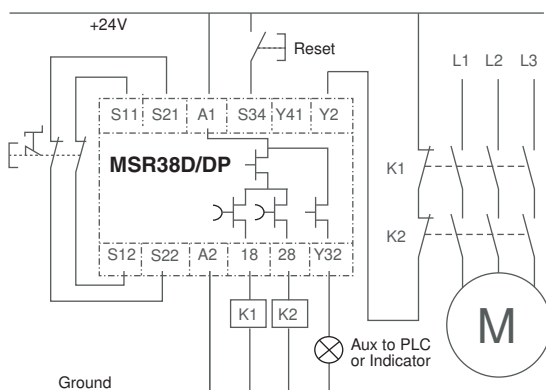 +24V
Reset
L1 L2 L3
S11 S21 A1 S34 Y41 Y2
MSR38D/DP
K1
K2
S12 S22 A2 18 28 Y32
K1 K2
M
Aux to PLC
or Indicator
Ground